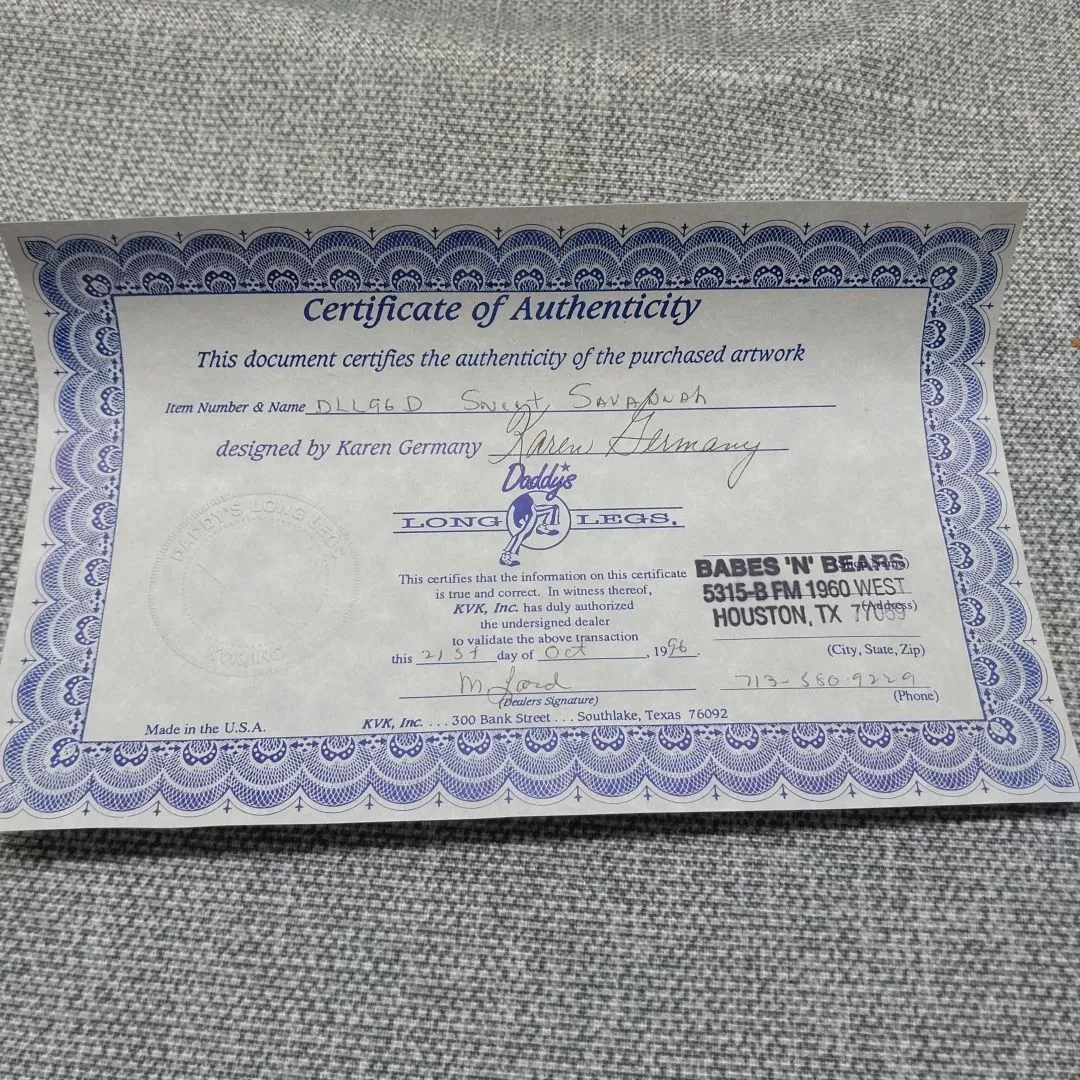 Certificate of Authenticity
This document certifies the authenticity of the purchased artwork
Item Number & Name DLL96D Sweet Savannah
designed by Karen Germany Karen Germany
Daddy's
LONG LEGS.
DADDY'S LONG LEGS
KVK INC
This certifies that the information on this certificate
is true and correct. In witness thereof,
KVK, Inc. has duly authorized
the undersigned dealer
to validate the above transaction
this 21st day of Oct, 1996.
M Lord
(Dealers Signature)
BABES 'N' BEARS
5315-B FM 1960 WEST
(Address)
HOUSTON, TX 77069
(City, State, Zip)
713-580-9229
(Phone)
Made in the U.S.A.
KVK, Inc. . . . 300 Bank Street . . . Southlake, Texas 76092